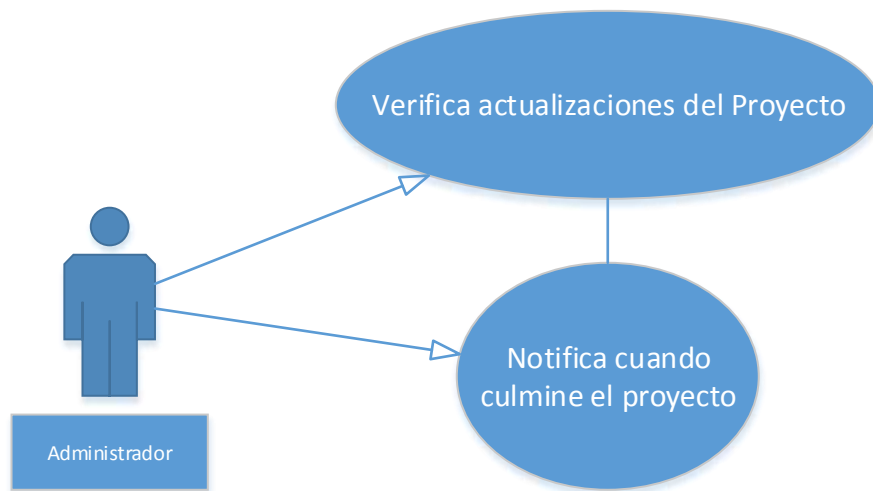 Verifica actualizaciones del Proyecto
Notifica cuando
culmine el proyecto
Administrador